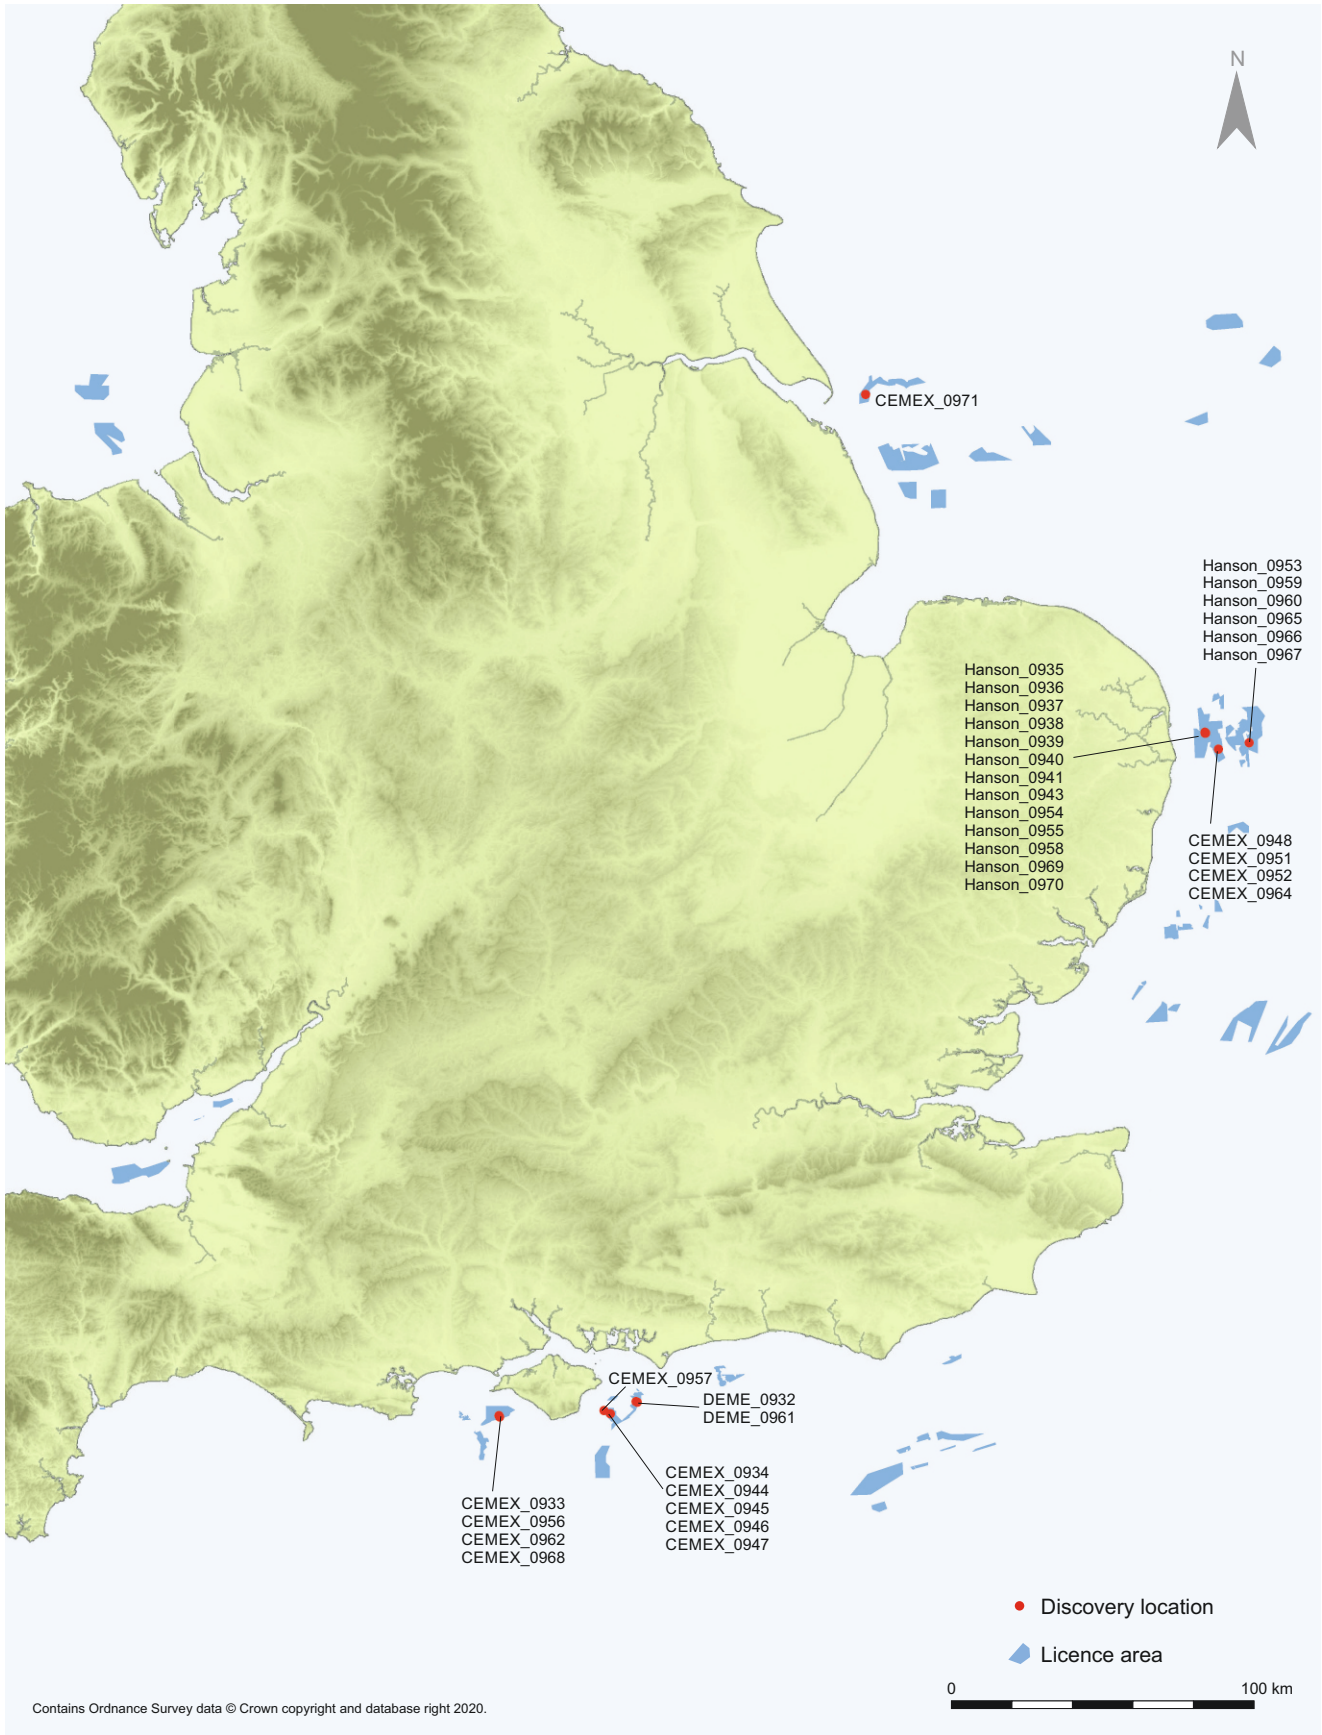 N
CEMEX_0971
Hanson_0953
Hanson_0959
Hanson_0960
Hanson_0965
Hanson_0966
Hanson_0967
Hanson_0935
Hanson_0936
Hanson_0937
Hanson_0938
Hanson_0939
Hanson_0940
Hanson_0941
Hanson_0943
Hanson_0954
Hanson_0955
Hanson_0958
Hanson_0969
Hanson_0970
CEMEX_0948
CEMEX_0951
CEMEX_0952
CEMEX_0964
CEMEX_0957
DEME_0932
DEME_0961
CEMEX_0934
CEMEX_0944
CEMEX_0945
CEMEX_0946
CEMEX_0947
CEMEX_0933
CEMEX_0956
CEMEX_0962
CEMEX_0968
Discovery location
Licence area
0 100 km
Contains Ordnance Survey data © Crown copyright and database right 2020.